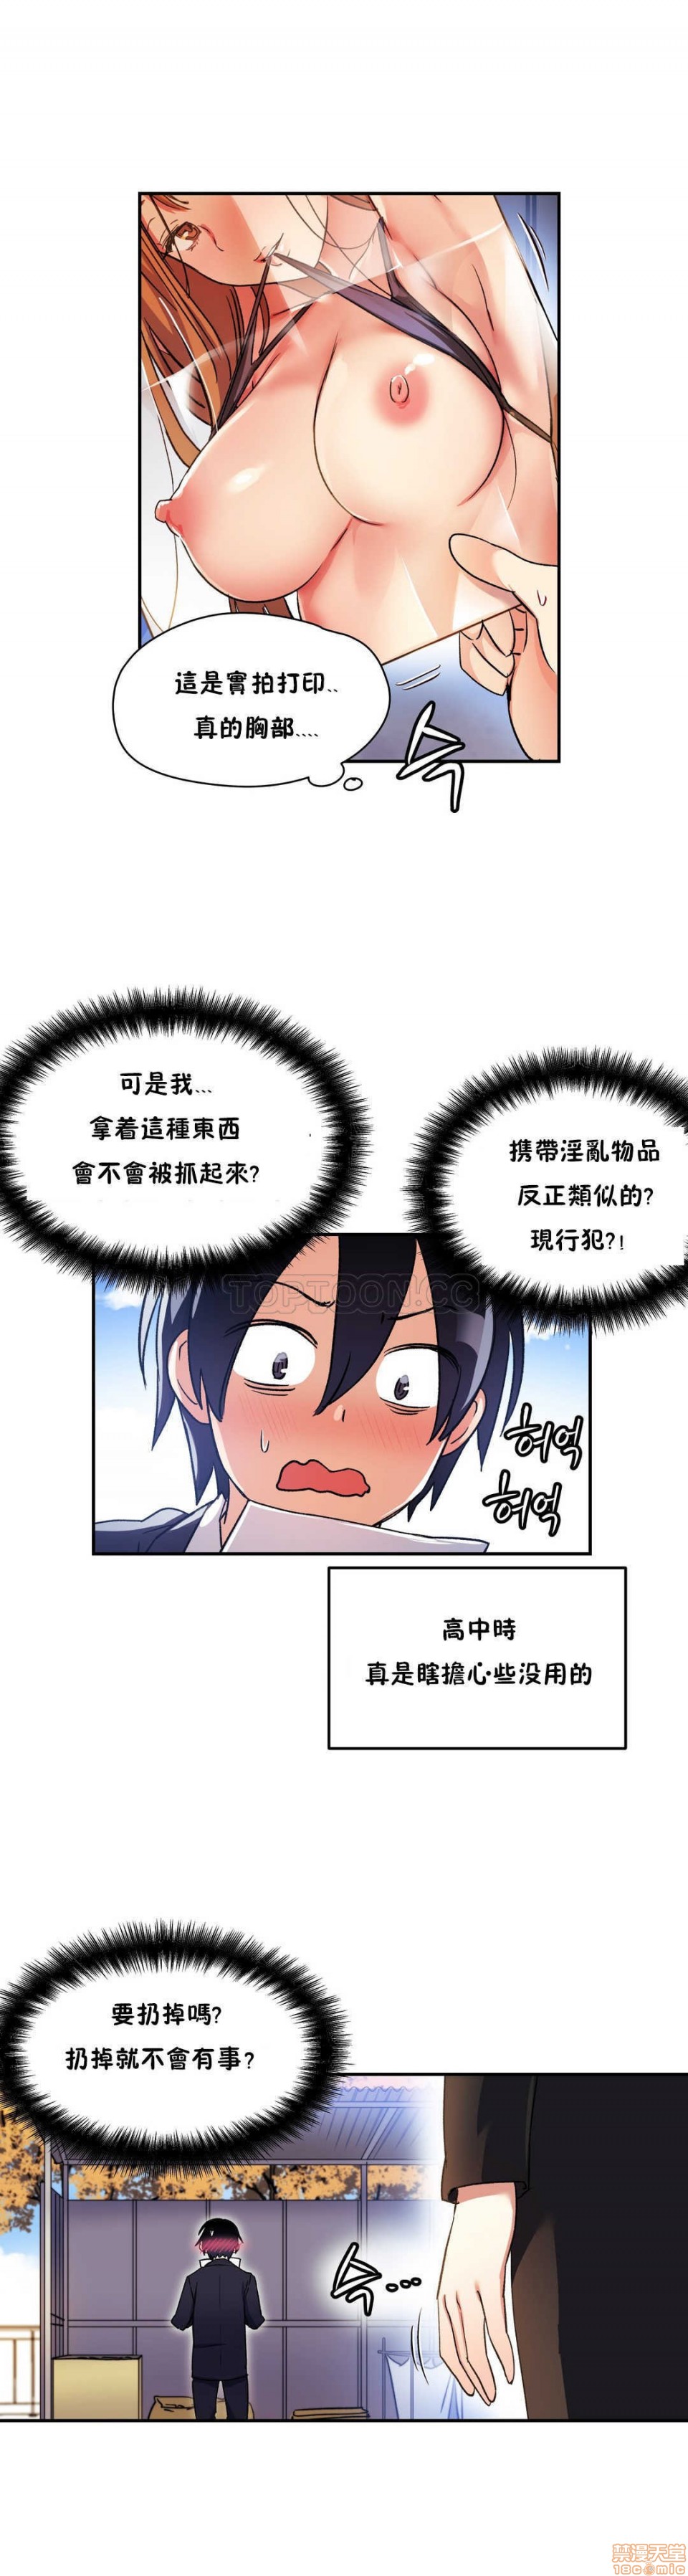 這是實拍打印..
真的胸部....
슥
可是我...
拿着這種東西
會不會被抓起來?
携帶淫亂物品
反正類似的?
現行犯?!
TOPTOON.CC
허억
허억
高中時
真是瞎擔心些没用的
要扔掉嗎?
扔掉就不會有事?
슥...
禁漫天堂
18comic.vip